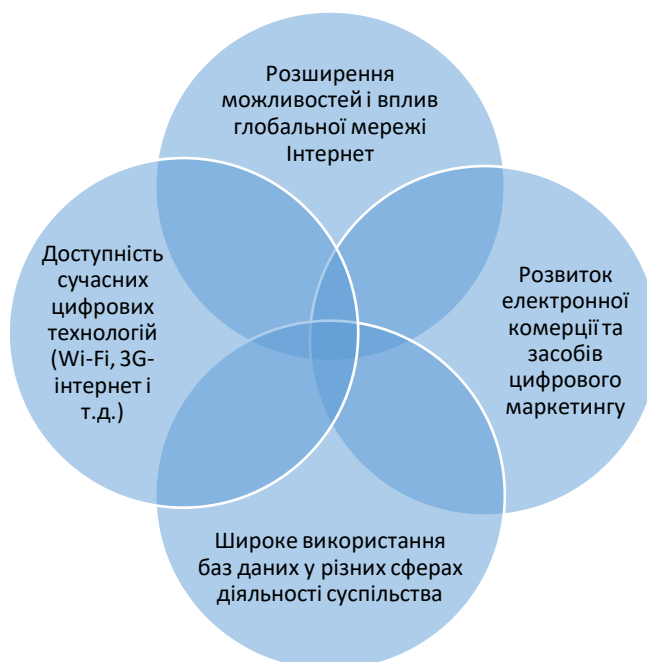 Розширення
можливостей і вплив
глобальної мережі
Інтернет
Доступність
сучасних
цифрових
технологій
(Wi-Fi, 3G-
інтернет і
т.д.)
Розвиток
електронної
комерції та
засобів
цифрового
маркетингу
Широке використання
баз даних у різних сферах
діяльності суспільства